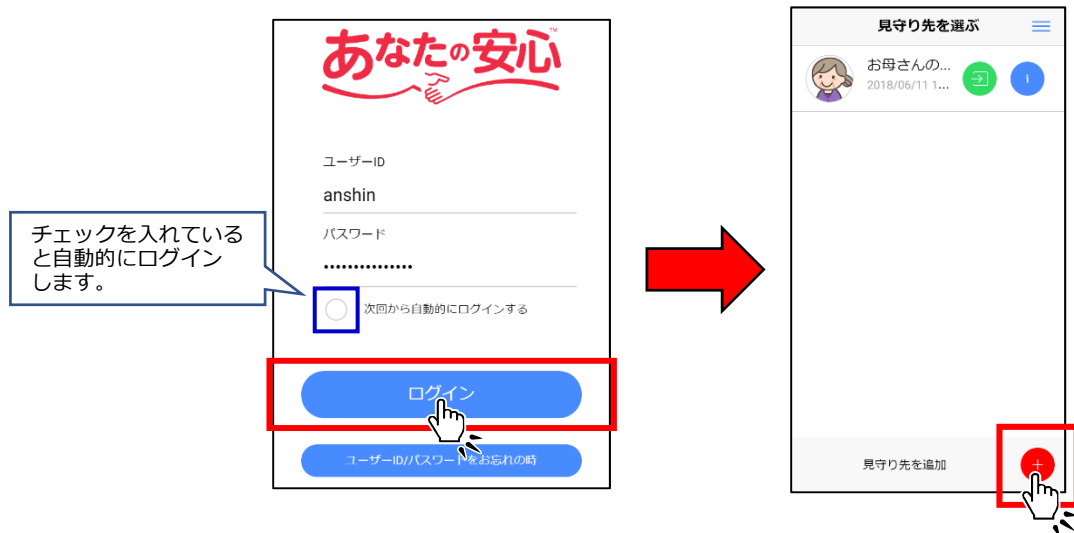 あなたの安心™
ユーザーID
anshin
パスワード
•••••••••••••••
次回から自動的にログインする
ログイン
ユーザーID/パスワードをお忘れの時
チェックを入れている
と自動的にログイン
します。
見守り先を選ぶ
お母さんの...
2018/06/11 1...
i
見守り先を追加
+